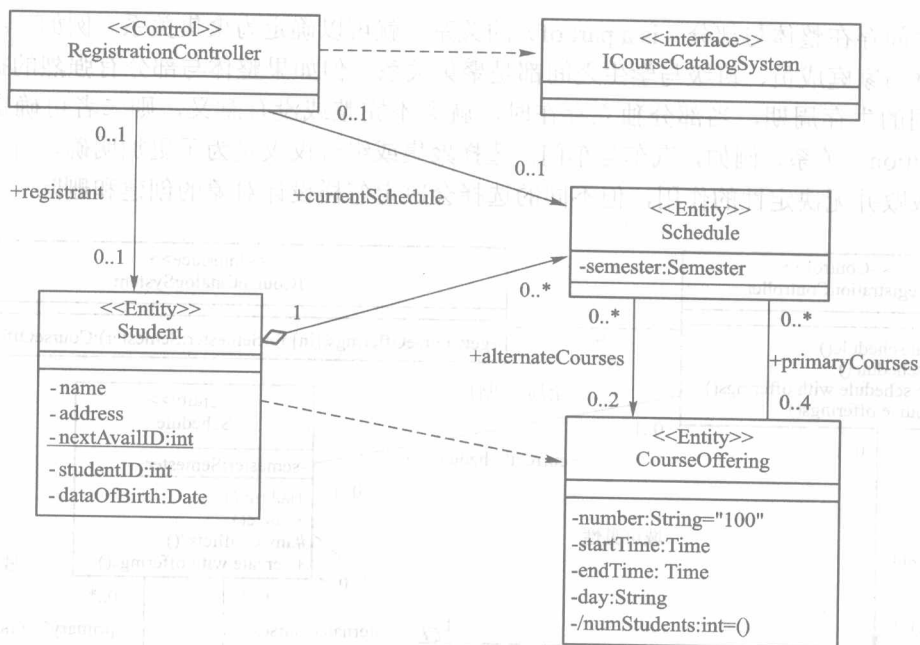 <<Control>>
RegistrationController
<<interface>>
ICourseCatalogSystem
0..1
0..1
+registrant
+currentSchedule
0..1
0..1
<<Entity>>
Schedule
-semester:Semester
<<Entity>>
Student
-name
-address
-nextAvailID:int
-studentID:int
-dataOfBirth:Date
1
0..*
0..*
0..*
+alternateCourses
+primaryCourses
0..2
0..4
<<Entity>>
CourseOffering
-number:String="100"
-startTime:Time
-endTime: Time
-day:String
-/numStudents:int=()